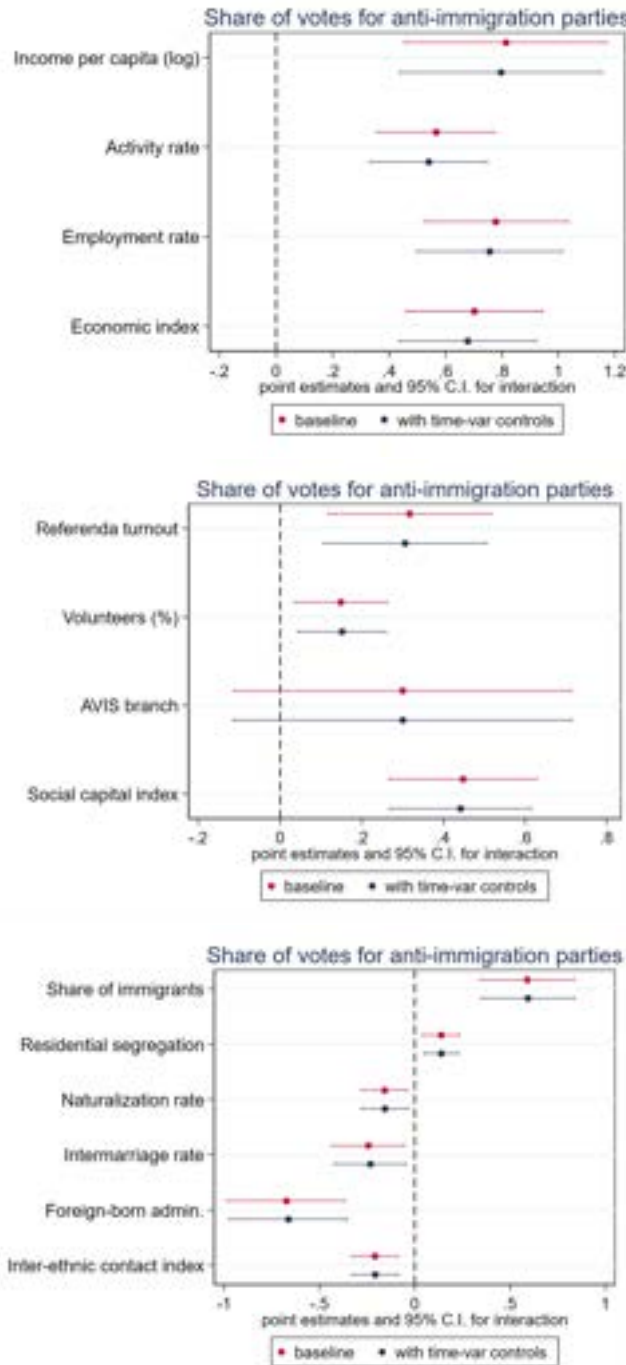 Share of votes for anti-immigration parties
Income per capita (log)
Activity rate
Employment rate
Economic index
-.2 0 .2 .4 .6 .8 1 1.2
point estimates and 95% C.I. for interaction
baseline with time-var controls
Share of votes for anti-immigration parties
Referenda turnout
Volunteers (%)
AVIS branch
Social capital index
-.2 0 .2 .4 .6 .8
point estimates and 95% C.I. for interaction
baseline with time-var controls
Share of votes for anti-immigration parties
Share of immigrants
Residential segregation
Naturalization rate
Intermarriage rate
Foreign-born admin.
Inter-ethnic contact index
-1 -.5 0 .5 1
point estimates and 95% C.I. for interaction
baseline with time-var controls